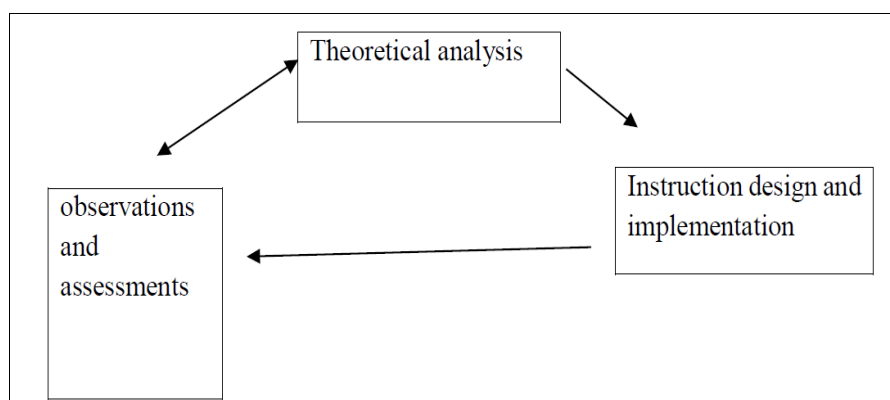 Theoretical analysis
Instruction design and
implementation
observations
and
assessments